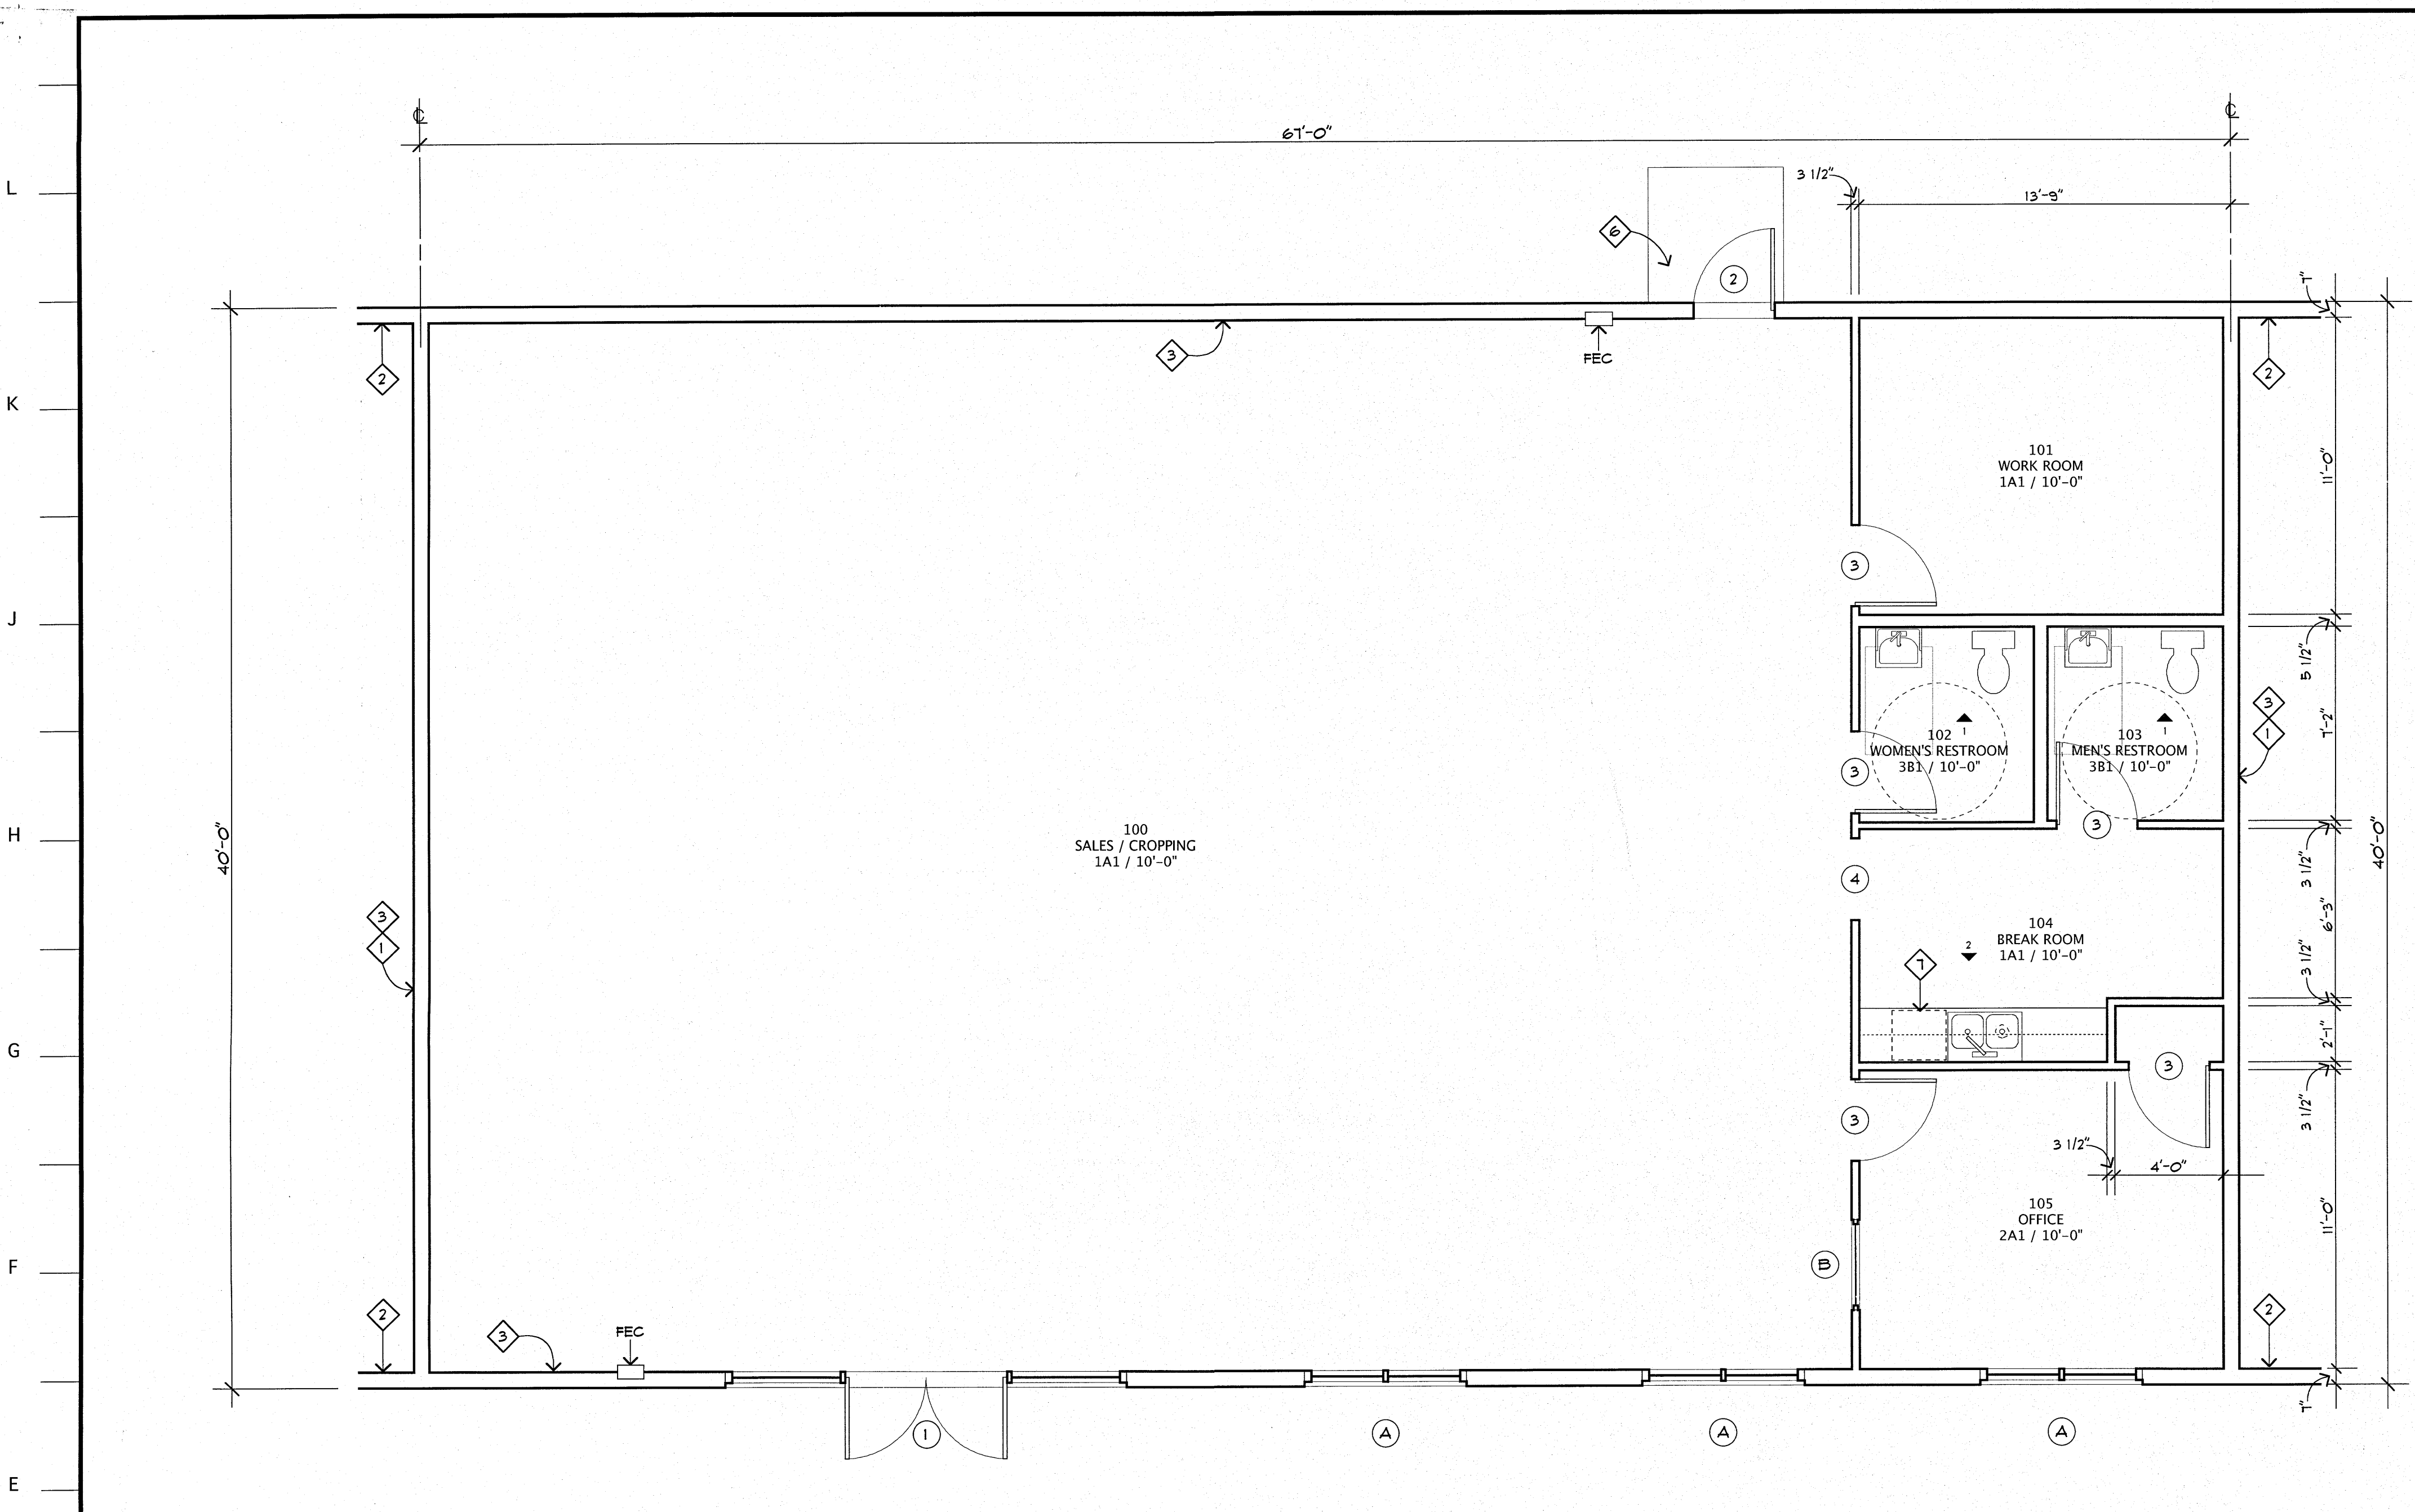 ℄
℄
67'-0"
3 1/2"
13'-9"
L
6
2
7"
3
FEC
2
2
K
101
WORK ROOM
1A1 / 10'-0"
11'-0"
3
J
5 1/2"
3
1
7'-2"
102
1
WOMEN'S RESTROOM
3B1 / 10'-0"
103
1
MEN'S RESTROOM
3B1 / 10'-0"
3
3
H
40'-0"
100
SALES / CROPPING
1A1 / 10'-0"
40'-0"
3 1/2"
4
3
1
104
BREAK ROOM
1A1 / 10'-0"
2
6'-3"
7
3 1/2"
G
2'-1"
3
3 1/2"
3
3 1/2"
4'-0"
105
OFFICE
2A1 / 10'-0"
11'-0"
F
B
2
3
FEC
2
7"
1
A
A
A
E